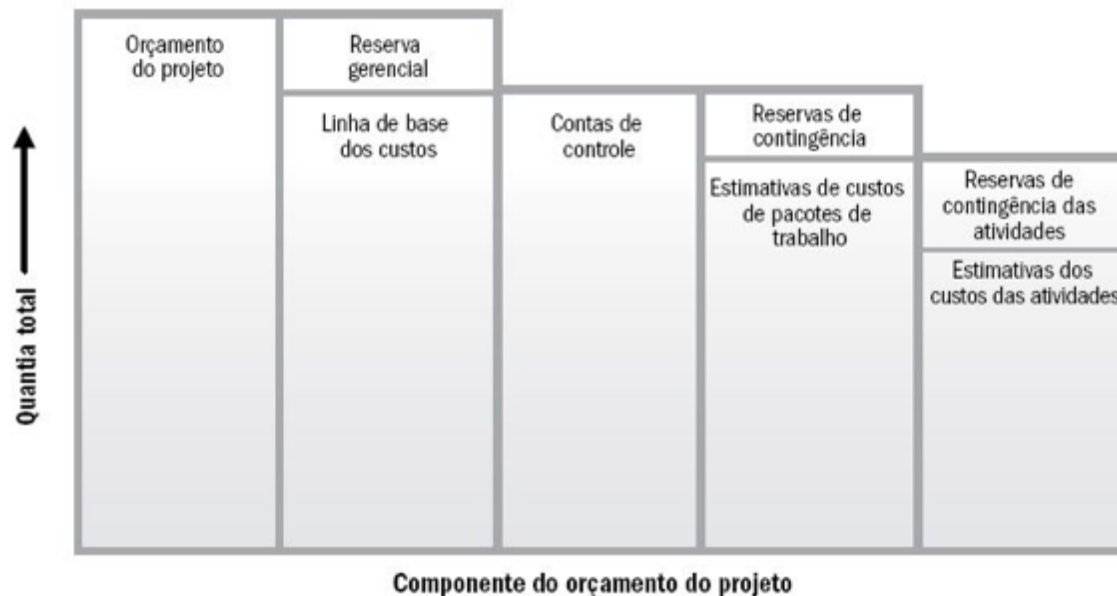 Orçamento
do projeto
Reserva
gerencial
Linha de base
dos custos
Contas de
controle
Reservas de
contingência
Estimativas de custos
de pacotes de
trabalho
Reservas de
contingência das
atividades
Estimativas dos
custos das atividades
Quantia total
Componente do orçamento do projeto